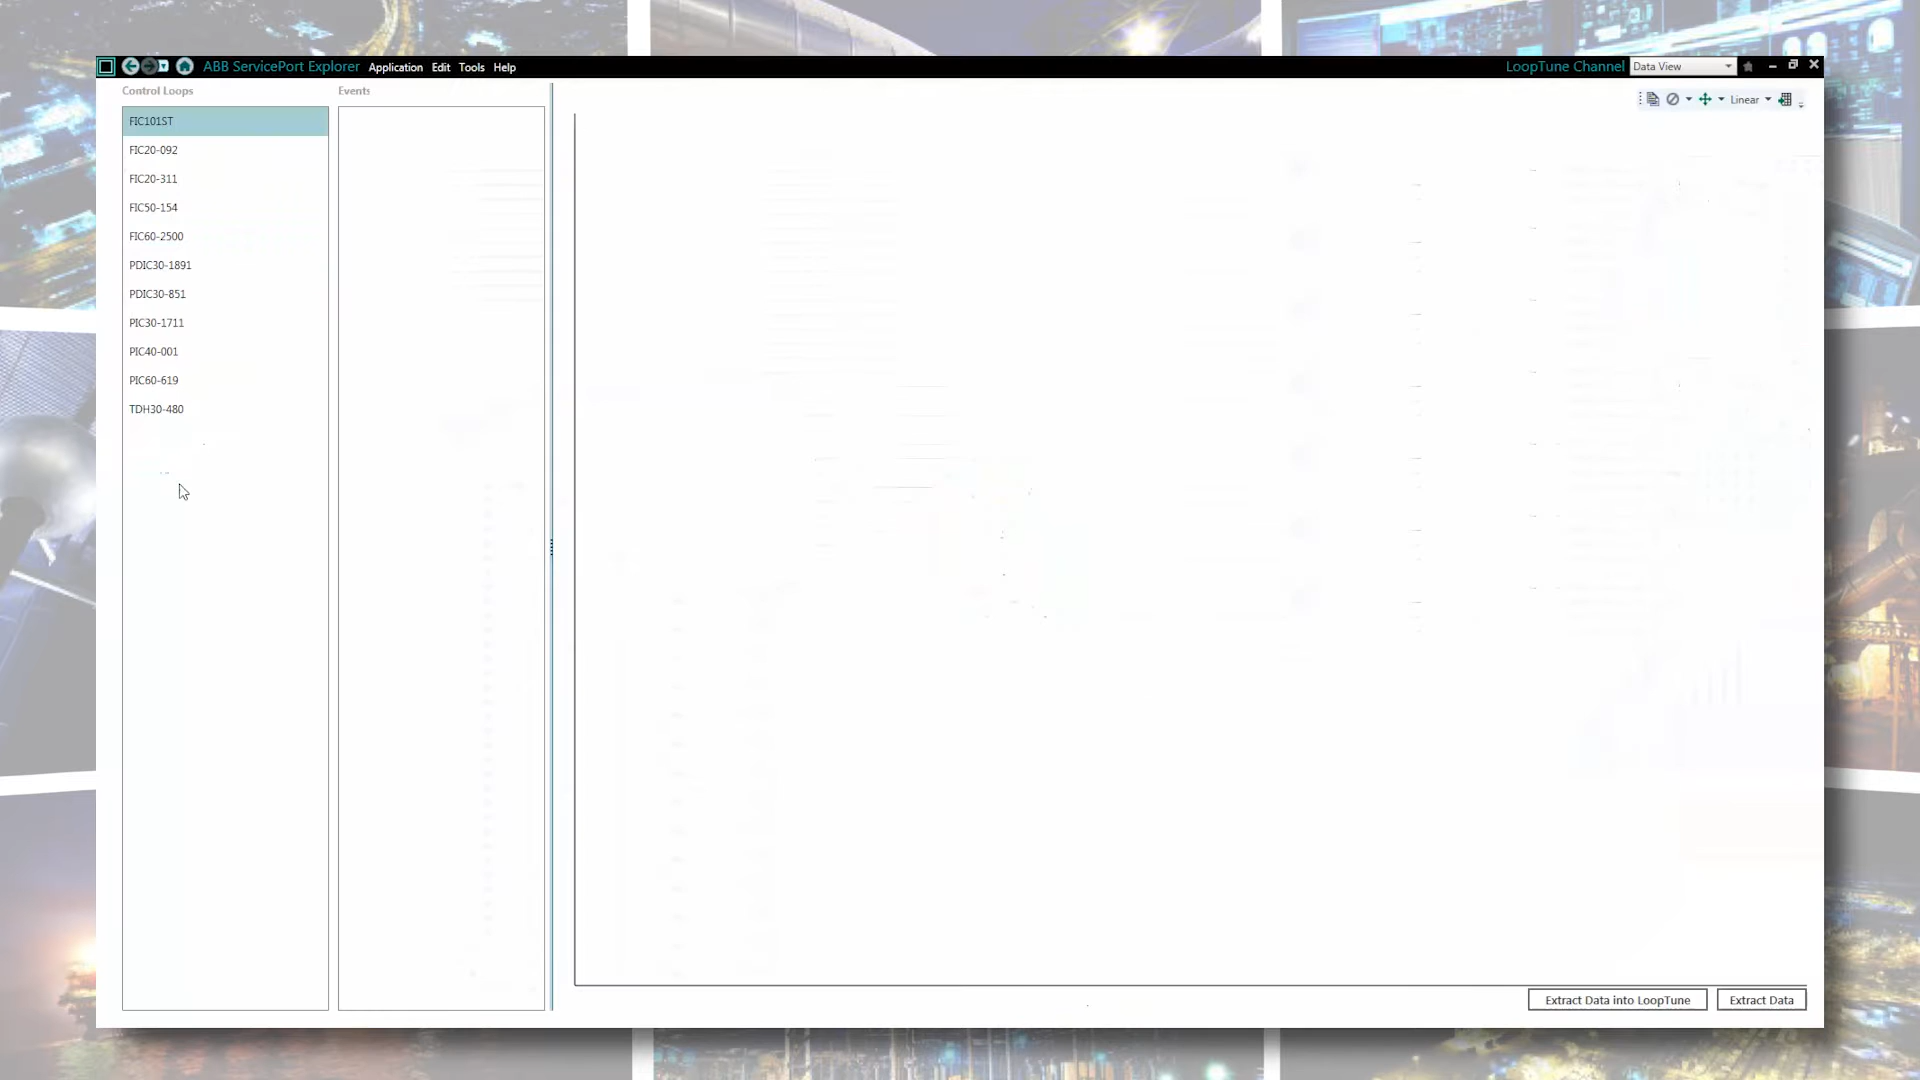 ABB ServicePort Explorer Application Edit Tools Help LoopTune Channel Data View
Control Loops
Events
Linear
FIC101ST
FIC20-092
FIC20-311
FIC50-154
FIC60-2500
PDIC30-1891
PDIC30-851
PIC30-1711
PIC40-001
PIC60-619
TDH30-480
Extract Data into LoopTune
Extract Data